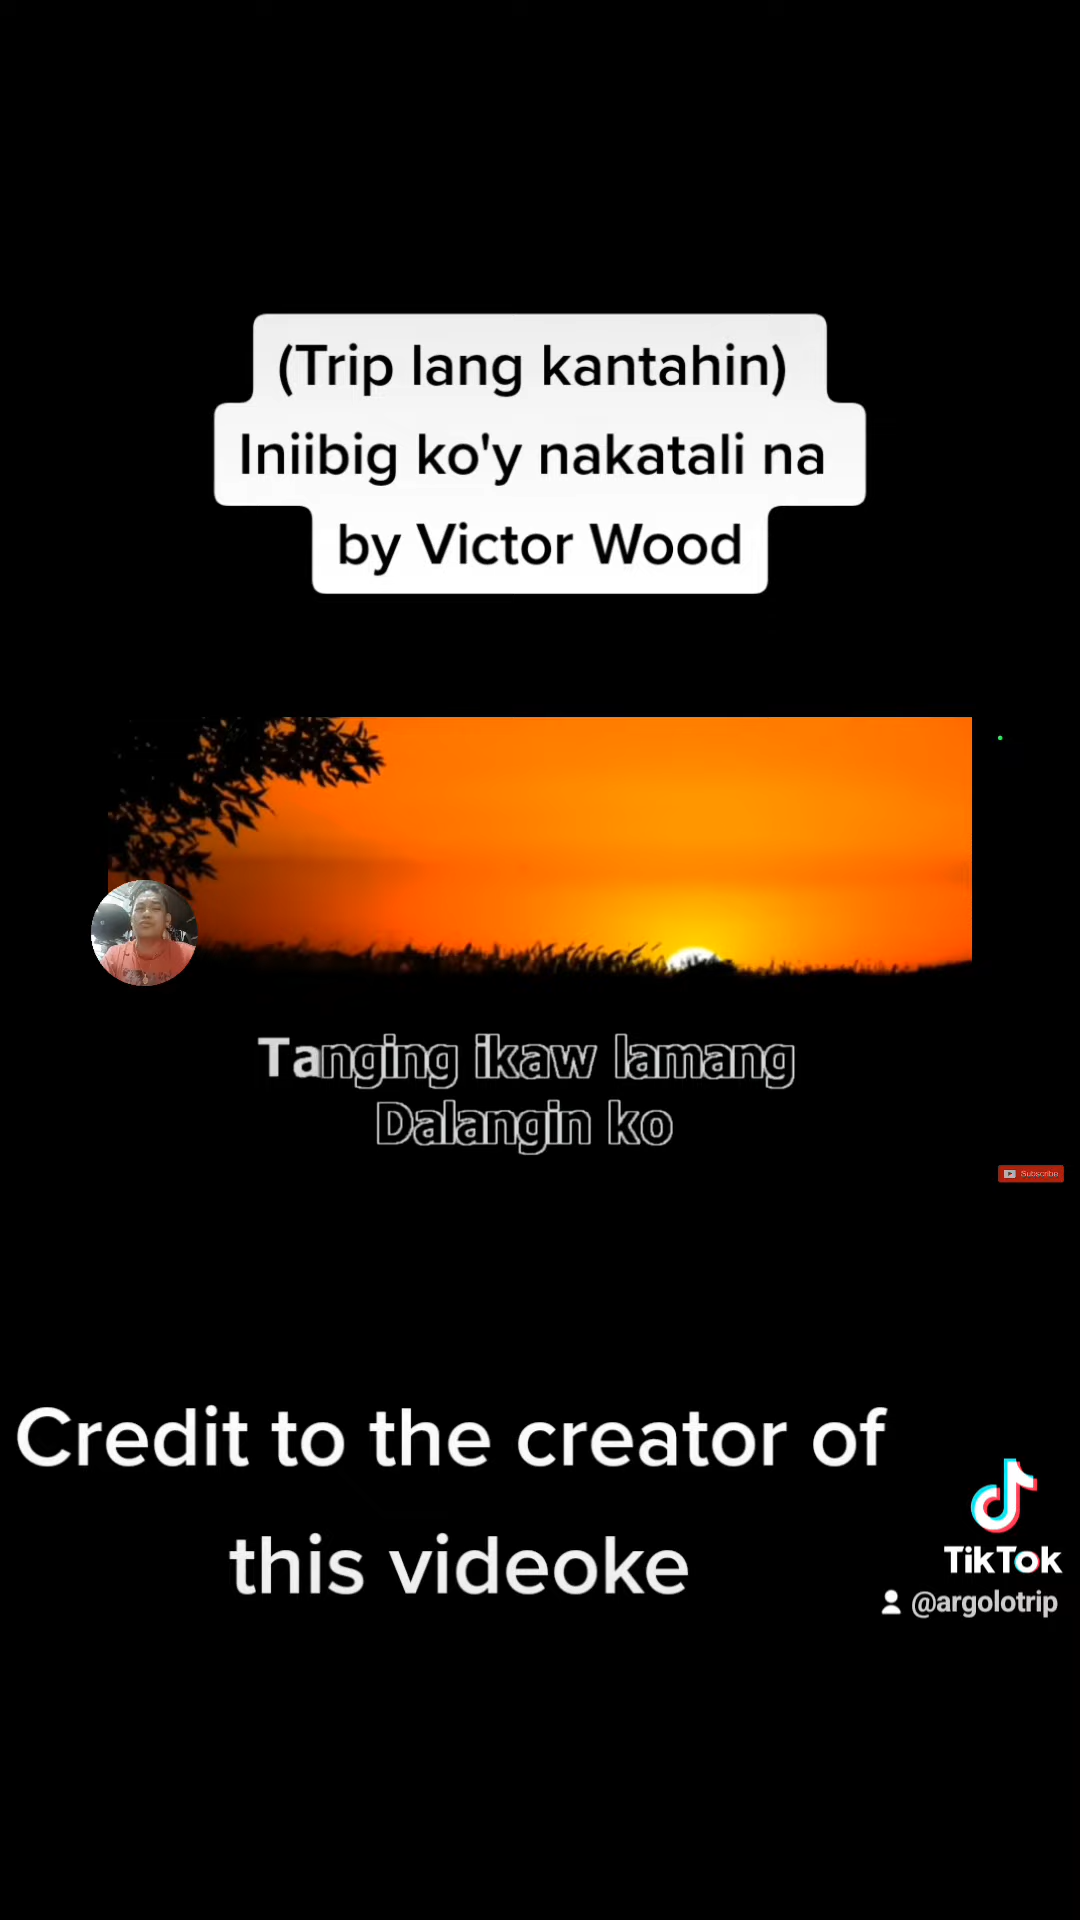 (Trip lang kantahin)
Iniibig ko'y nakatali na
by Victor Wood
Tanging ikaw lamang
Dalangin ko
Subscribe
Credit to the creator of
this videoke
TikTok
@argolotrip